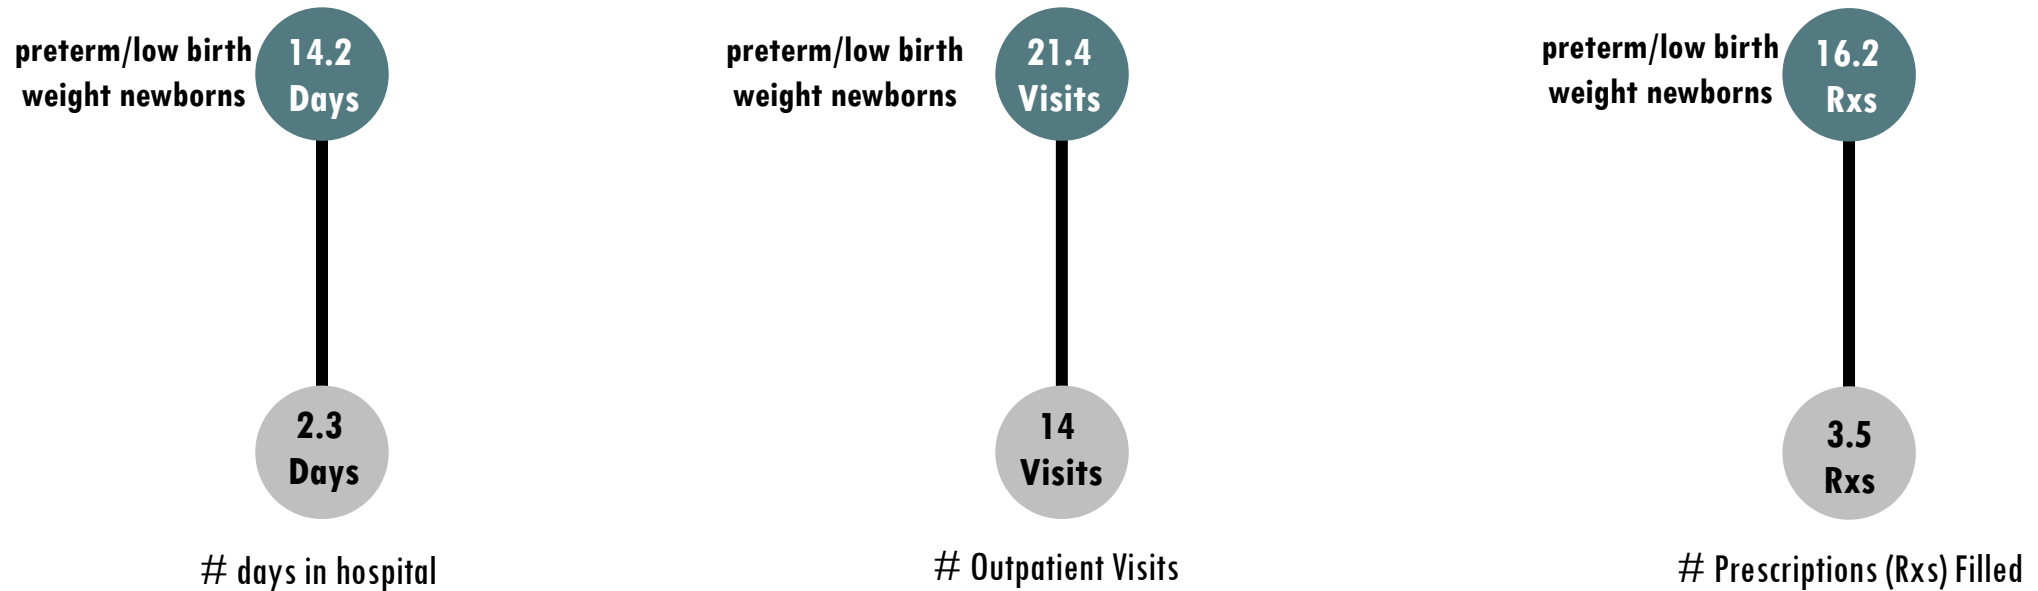 preterm/low birth
weight newborns
14.2
Days
2.3
Days
# days in hospital
preterm/low birth
weight newborns
21.4
Visits
14
Visits
# Outpatient Visits
preterm/low birth
weight newborns
16.2
Rxs
3.5
Rxs
# Prescriptions (Rxs) Filled